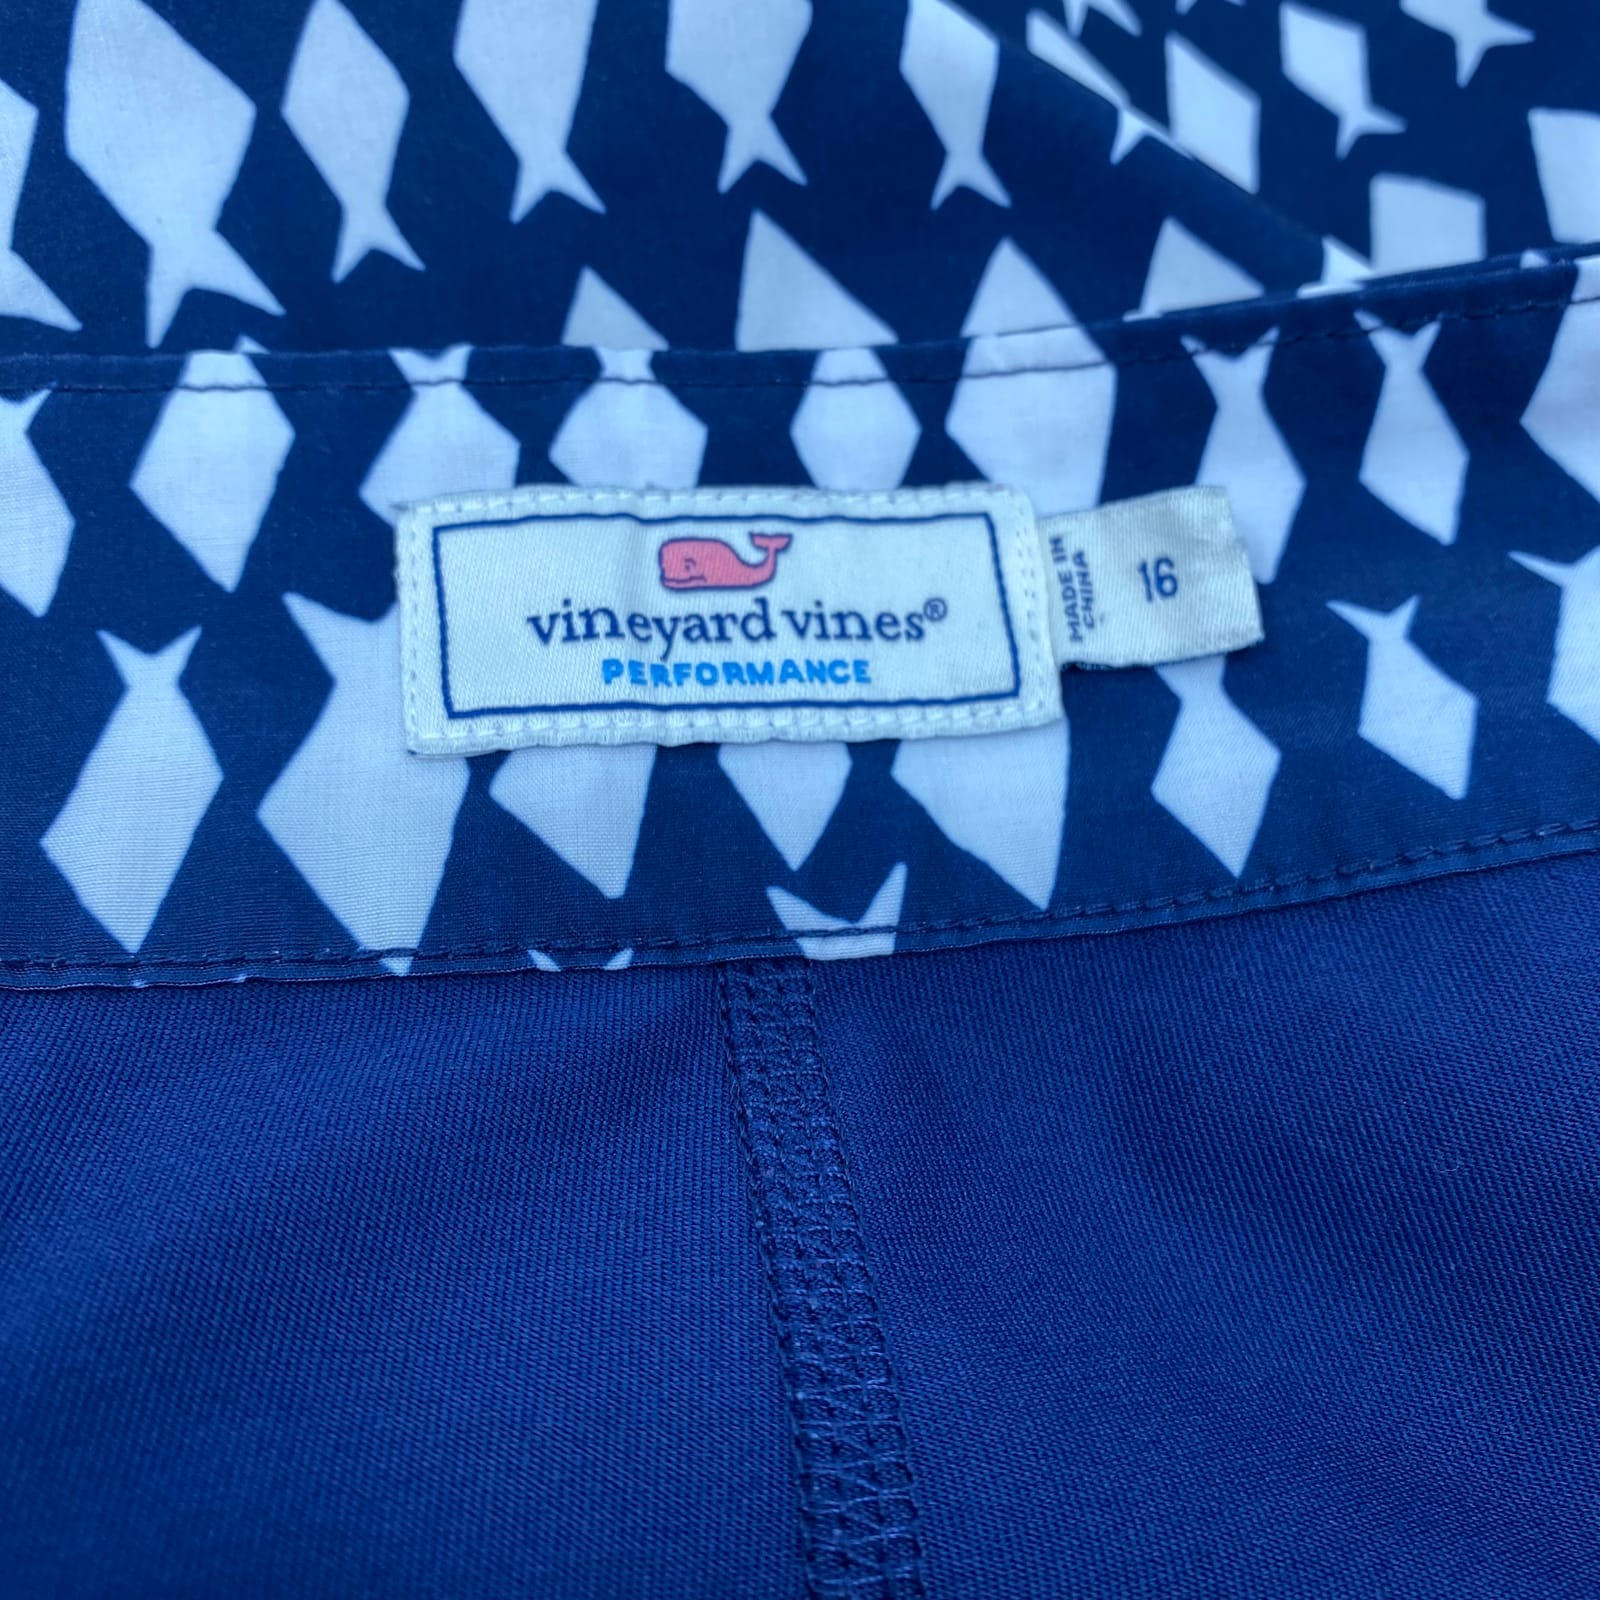 vineyard vines®
PERFORMANCE
MADE IN
CHINA
16